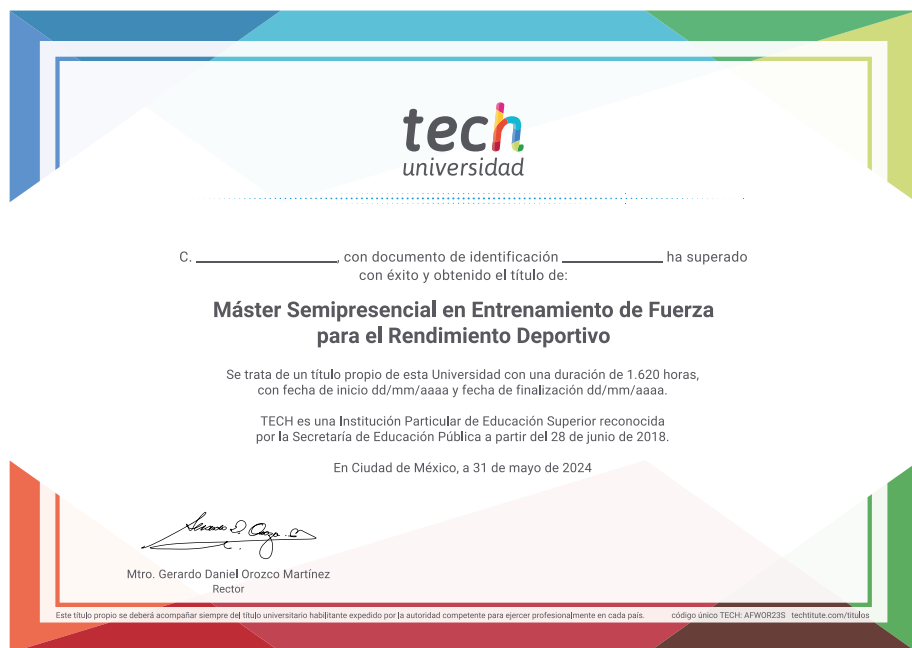 tech
universidad
C. ____________, con documento de identificación ____________ ha superado
con éxito y obtenido el título de:
Máster Semipresencial en Entrenamiento de Fuerza
para el Rendimiento Deportivo
Se trata de un título propio de esta Universidad con una duración de 1.620 horas,
con fecha de inicio dd/mm/aaaa y fecha de finalización dd/mm/aaaa.
TECH es una Institución Particular de Educación Superior reconocida
por la Secretaría de Educación Pública a partir del 28 de junio de 2018.
En Ciudad de México, a 31 de mayo de 2024
Mtro. Gerardo Daniel Orozco Martínez
Rector
Este título propio se deberá acompañar siempre del título universitario habilitante expedido por la autoridad competente para ejercer profesionalmente en cada país. código único TECH: AFWOR23S techtitute.com/titulos